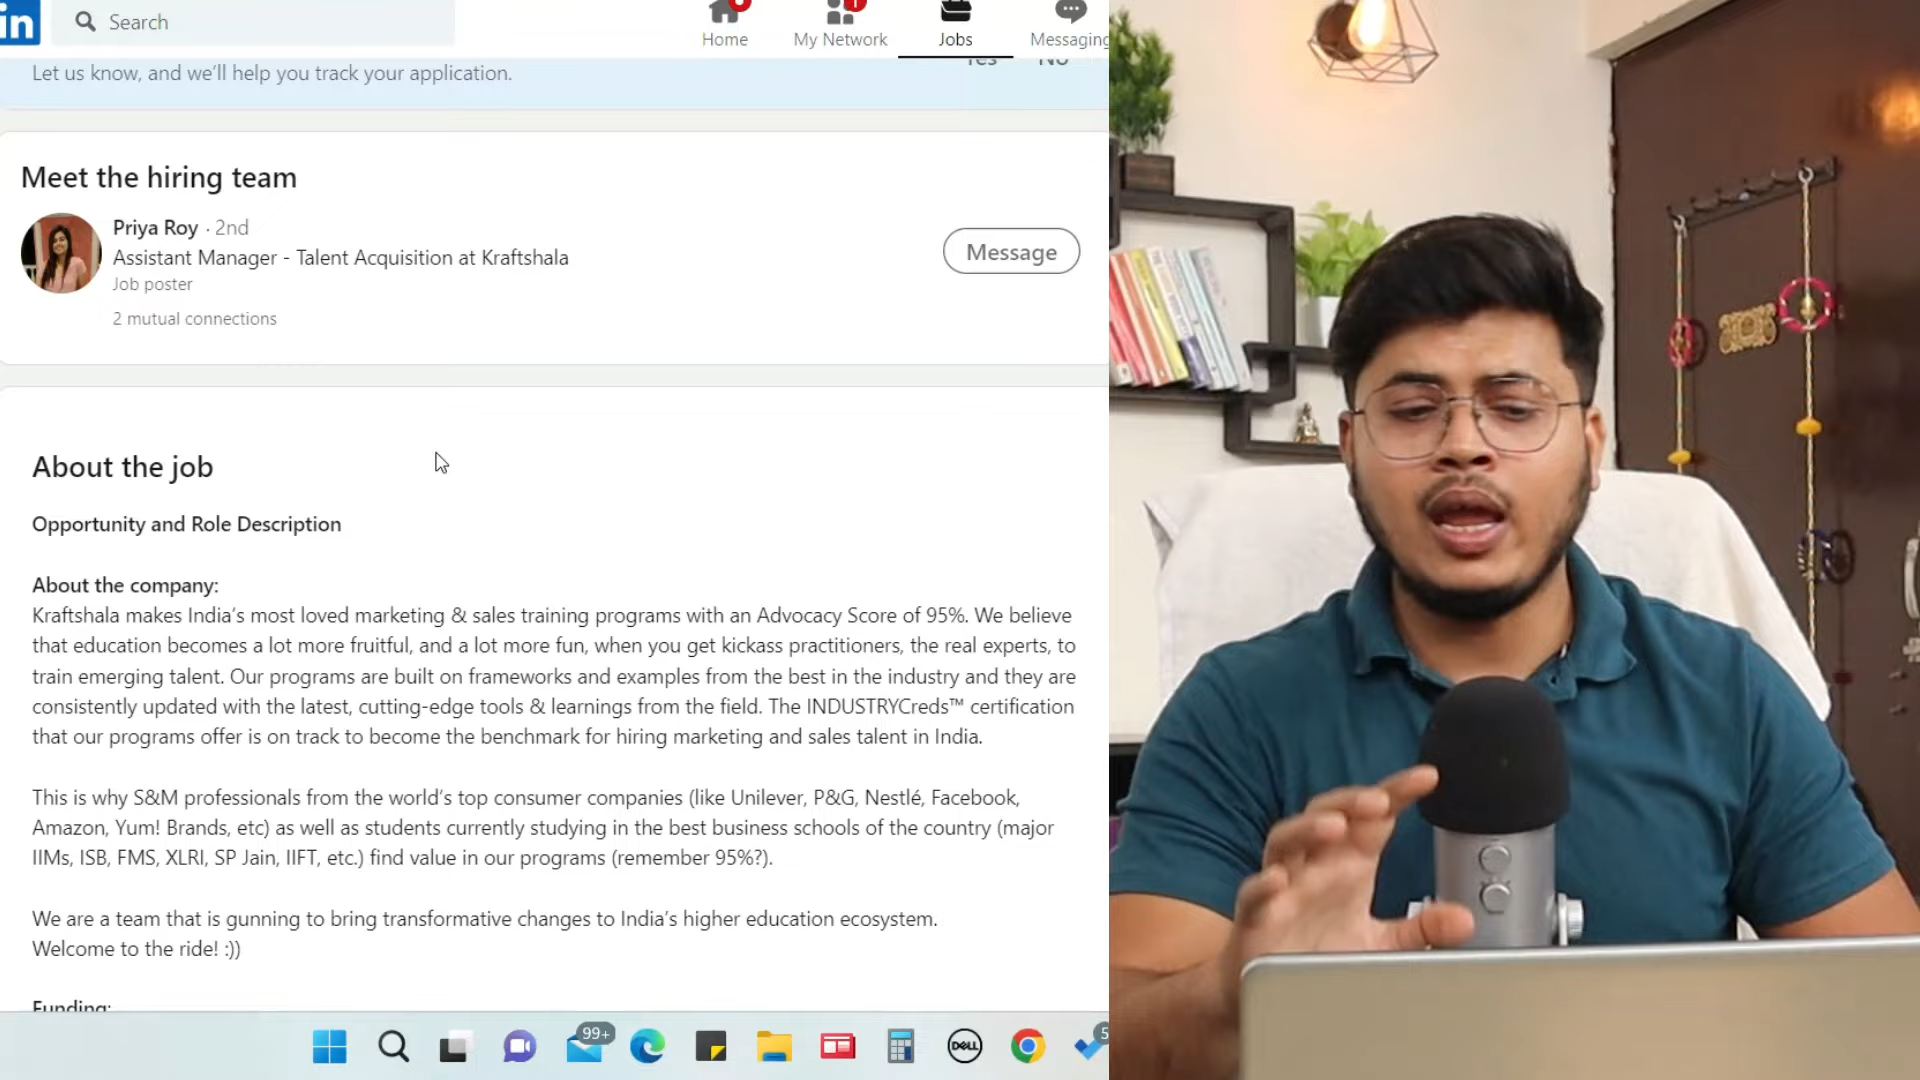 in
Search
Home
My Network
Jobs
Messaging
Let us know, and we'll help you track your application.
Yes
No
Meet the hiring team
Priya Roy · 2nd
Assistant Manager - Talent Acquisition at Kraftshala
Job poster
2 mutual connections
Message
About the job
Opportunity and Role Description
About the company:
Kraftshala makes India's most loved marketing & sales training programs with an Advocacy Score of 95%. We believe
that education becomes a lot more fruitful, and a lot more fun, when you get kickass practitioners, the real experts, to
train emerging talent. Our programs are built on frameworks and examples from the best in the industry and they are
consistently updated with the latest, cutting-edge tools & learnings from the field. The INDUSTRYCreds™ certification
that our programs offer is on track to become the benchmark for hiring marketing and sales talent in India.
This is why S&M professionals from the world's top consumer companies (like Unilever, P&G, Nestlé, Facebook,
Amazon, Yum! Brands, etc) as well as students currently studying in the best business schools of the country (major
IIMs, ISB, FMS, XLRI, SP Jain, IIFT, etc.) find value in our programs (remember 95%?).
We are a team that is gunning to bring transformative changes to India's higher education ecosystem.
Welcome to the ride! :))
Funding:
99+
DELL
5